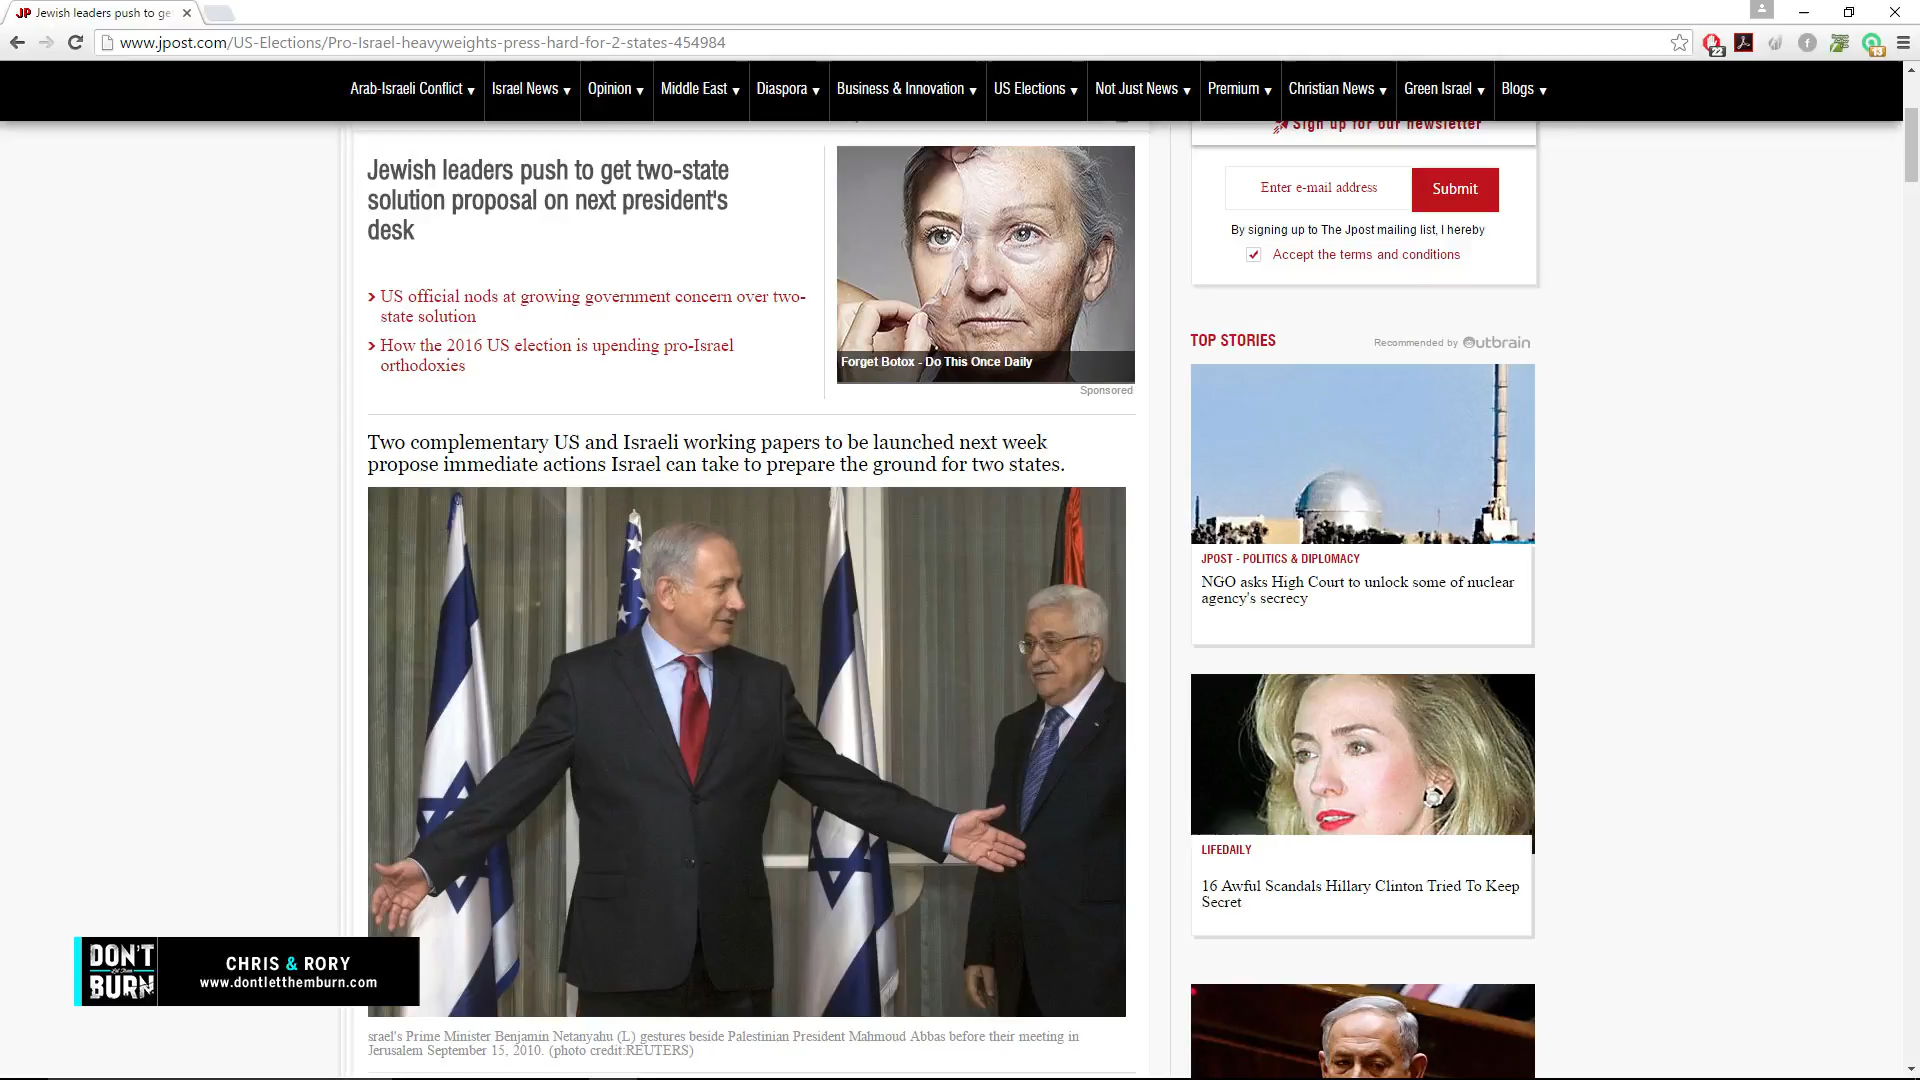 JP Jewish leaders push to ge
www.jpost.com/US-Elections/Pro-Israel-heavyweights-press-hard-for-2-states-454984
22
13
Arab-Israeli Conflict
Israel News
Opinion
Middle East
Diaspora
Business & Innovation
US Elections
Not Just News
Premium
Christian News
Green Israel
Blogs
Jewish leaders push to get two-state
solution proposal on next president's
desk
US official nods at growing government concern over two-
state solution
How the 2016 US election is upending pro-Israel
orthodoxies
Forget Botox - Do This Once Daily
Sponsored
Two complementary US and Israeli working papers to be launched next week
propose immediate actions Israel can take to prepare the ground for two states.
srael's Prime Minister Benjamin Netanyahu (L) gestures beside Palestinian President Mahmoud Abbas before their meeting in
Jerusalem September 15, 2010. (photo credit:REUTERS)
Sign up for our newsletter
Enter e-mail address
Submit
By signing up to The Jpost mailing list, I hereby
Accept the terms and conditions
TOP STORIES
Recommended by Outbrain
JPOST - POLITICS & DIPLOMACY
NGO asks High Court to unlock some of nuclear
agency's secrecy
LIFEDAILY
16 Awful Scandals Hillary Clinton Tried To Keep
Secret
DON'T
Let Them
BURN
CHRIS & RORY
www.dontletthemburn.com